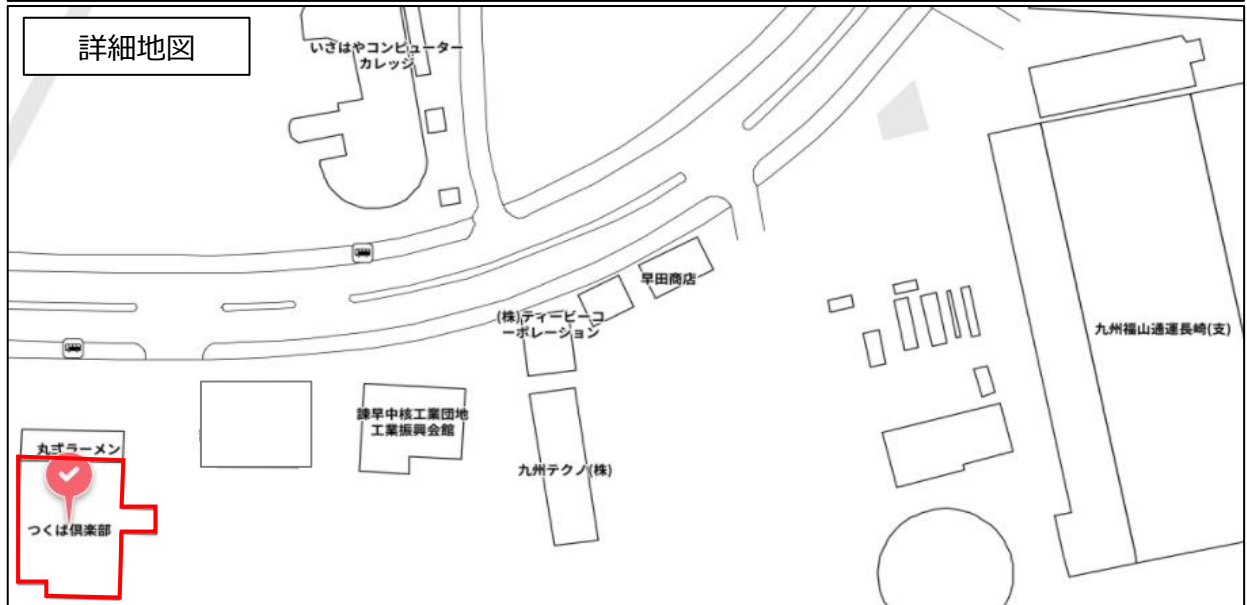 詳細地図
いさはやコンピューター
カレッジ
早田商店
(株)ティービーコ
ーポレーション
九州福山通運長崎(支)
諫早中核工業団地
工業振興会館
丸弍ラーメン
九州テクノ(株)
つくば倶楽部